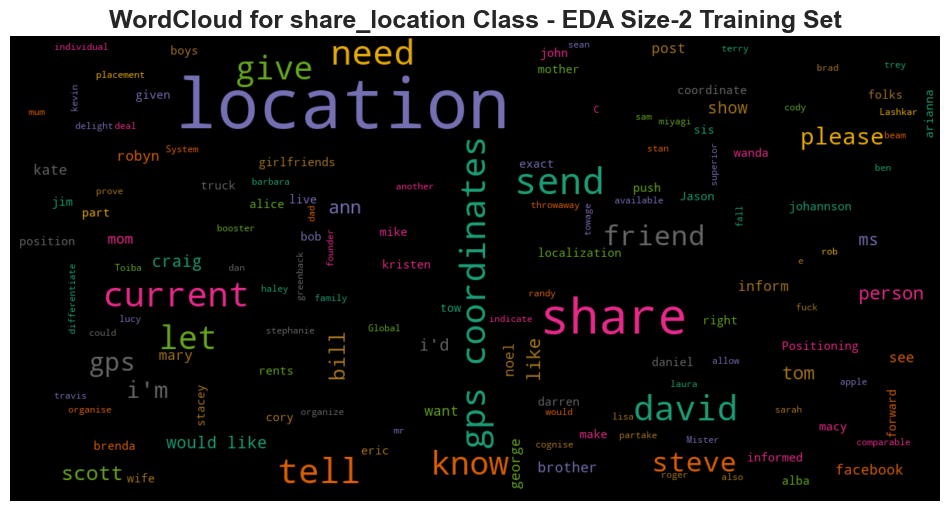 WordCloud for share_location Class - EDA Size-2 Training Set
individual
boys
need
john
sean
post
terry
placement
give
mother
brad
trey
kevin
given
location
coordinate
folks
mum
delight
deal
C
sam
miyagi
show
cody
Lashkar
arianna
System
robyn
girlfriends
gps coordinates
sis
please
beam
stan
superior
wanda
exact
ben
kate
truck
barbara
another
send
push
Jason
jim
prove
alice
live
ann
throwaway
available
johannson
part
dad
towage
fall
booster
bob
mike
friend
ms
position
mom
founder
localization
rob
craig
kristen
e
differentiate
Toiba
dan
greenback
inform
current
haley
family
tow
randy
person
lucy
indicate
share
right
fuck
could
let
stephanie
Global
i'd
Positioning
mary
bill
noel
like
see
gps
rents
daniel
allow
tom
travis
i'm
laura
apple
organise
stacey
cory
organize
want
darren
would
lisa
david
sarah
forward
mr
george
make
partake
macy
brenda
would like
eric
cognise
Mister
comparable
scott
wife
tell
know
brother
steve
informed
roger
also
alba
facebook